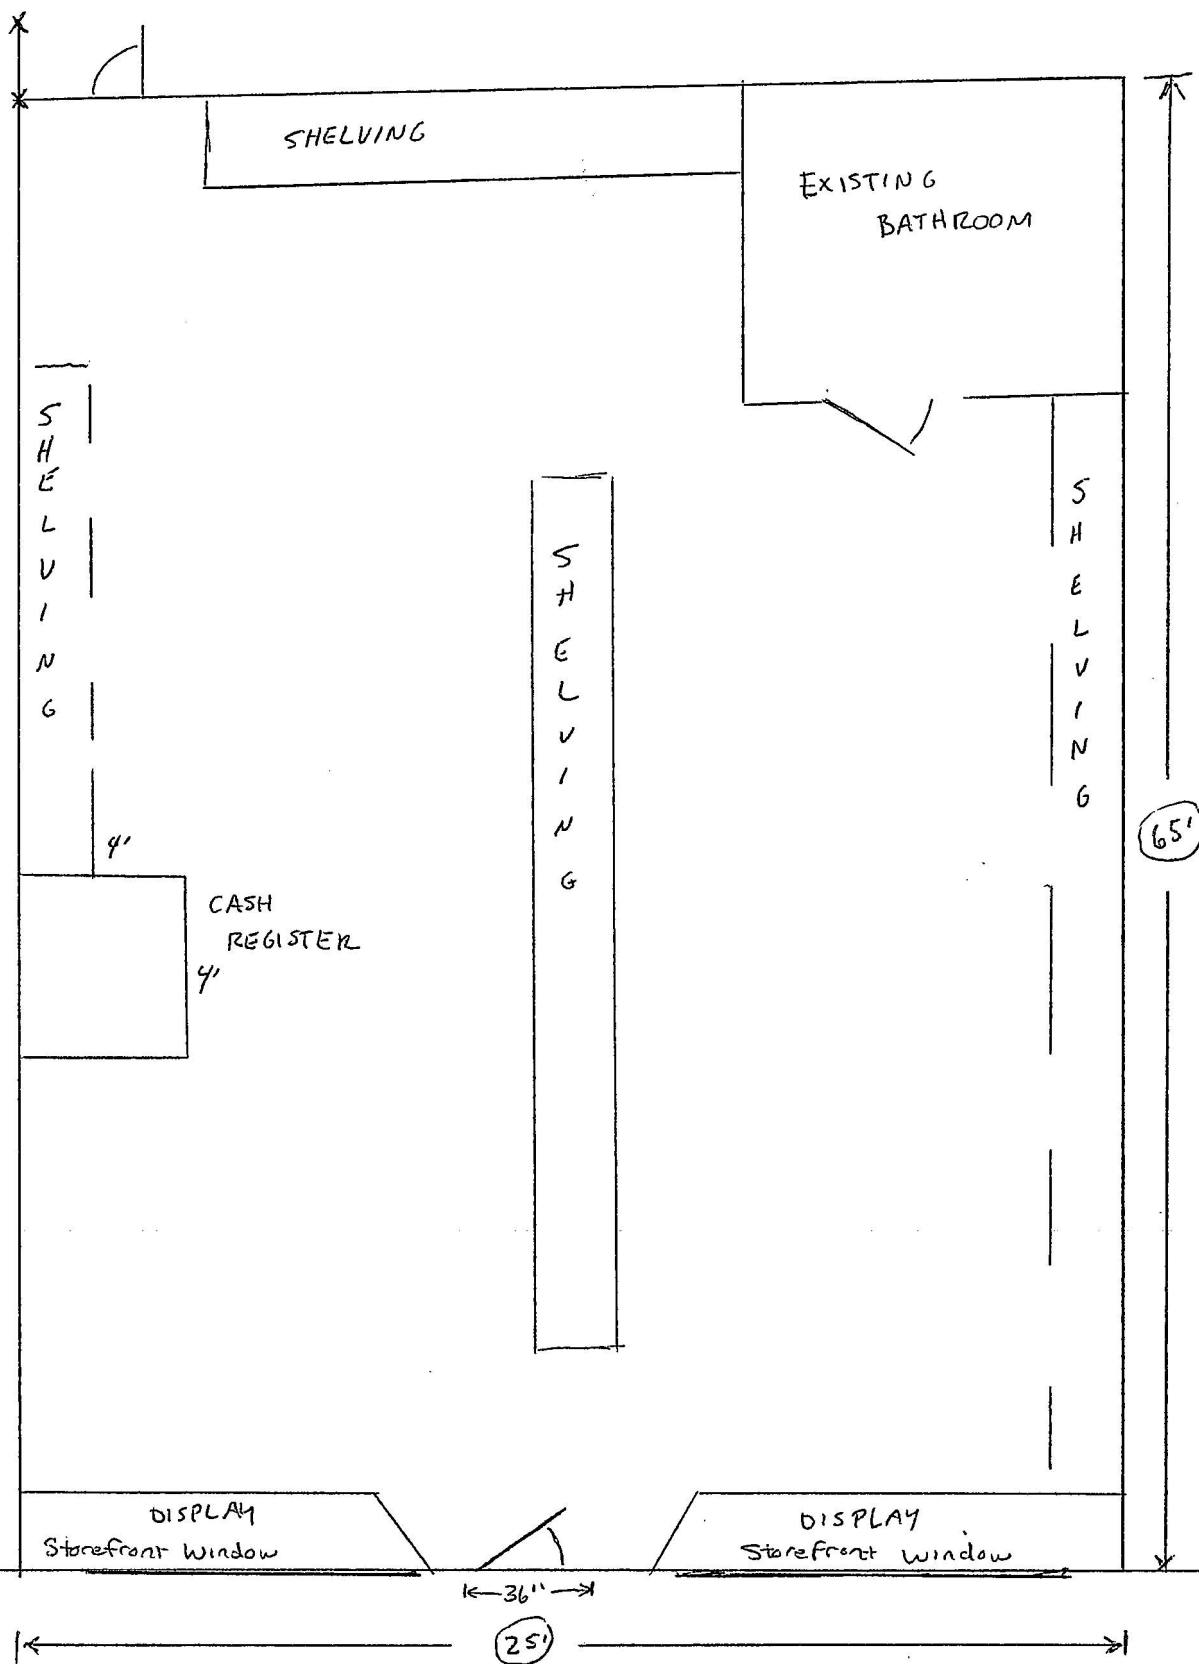 SHELVING
EXISTING
BATHROOM
SHELVING
SHELVING
SHELVING
65'
4'
CASH
REGISTER
4'
DISPLAY
Storefront Window
DISPLAY
Storefront Window
36"
25'